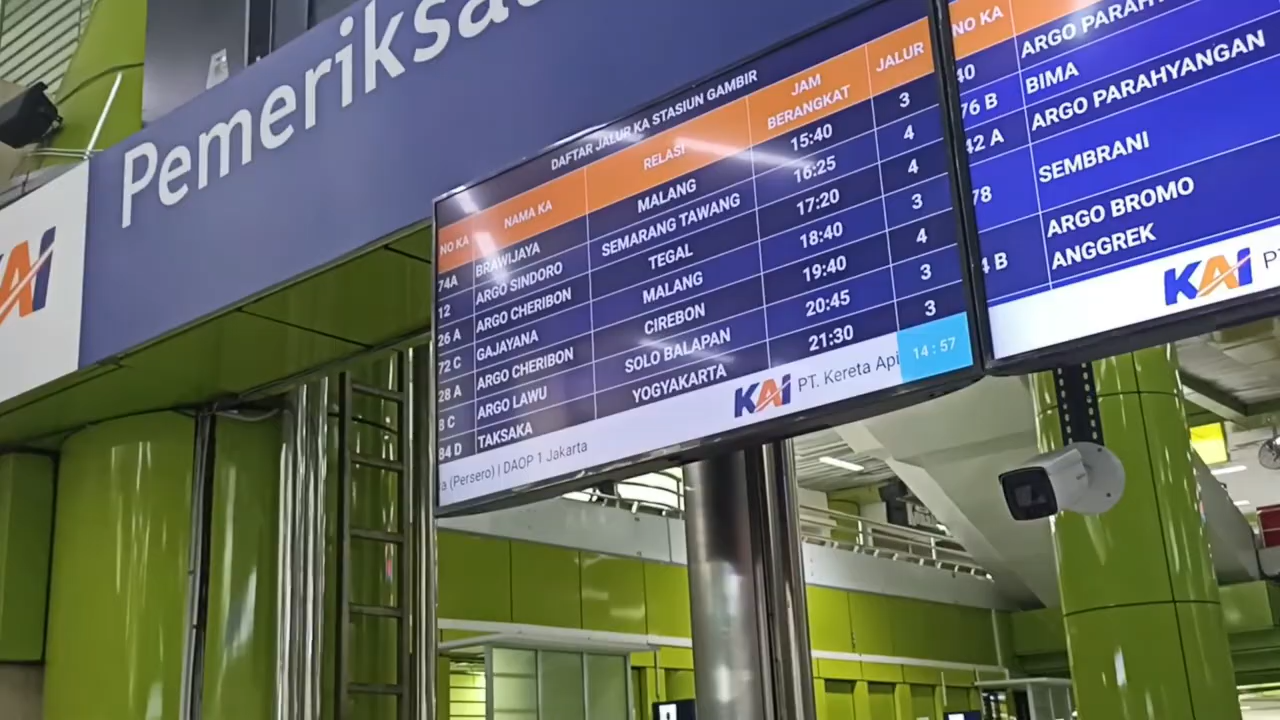 Pemeriksa
KAI
DAFTAR JALUR KA STASIUN GAMBIR
NO KA NAMA KA RELASI JAM BERANGKAT JALUR
74A BRAWIJAYA MALANG 15:40 3
12 ARGO SINDORO SEMARANG TAWANG 16:25 4
26 A ARGO CHERIBON TEGAL 17:20 4
72 C GAJAYANA MALANG 18:40 3
28 A ARGO CHERIBON CIREBON 19:40 4
8 C ARGO LAWU SOLO BALAPAN 20:45 3
84 D TAKSAKA YOGYAKARTA 21:30 3
a (Persero) | DAOP 1 Jakarta KAI PT. Kereta Api 14 : 57
NO KA
40 ARGO PARAHY
76 B BIMA
42 A ARGO PARAHYANGAN
78 SEMBRANI
4 B ARGO BROMO ANGGREK
KAI